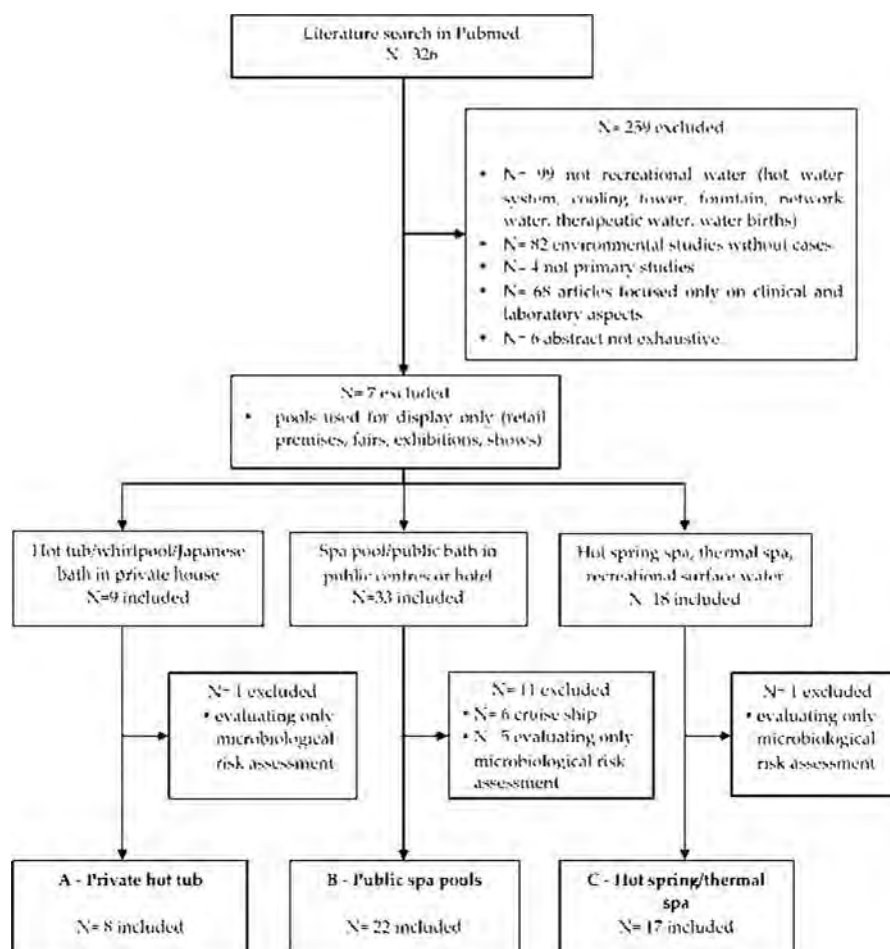 Literature search in Pubmed
N= 326
N= 259 excluded
• N= 99 not recreational water (hot water
system, cooling tower, fountain, network
water, therapeutic water, water births)
• N= 82 environmental studies without cases
• N= 4 not primary studies
• N= 68 articles focused only on clinical and
laboratory aspects
• N= 6 abstract not exhaustive
N= 7 excluded
• pools used for display only (retail
premises, fairs, exhibitions, shows)
Hot tub/whirlpool/Japanese
bath in private house
N=9 included
Spa pool/public bath in
public centres or hotel
N=33 included
Hot spring spa, thermal spa,
recreational surface water
N= 18 included
N= 1 excluded
• evaluating only
microbiological
risk assessment
N= 11 excluded
• N= 6 cruise ship
• N= 5 evaluating only
microbiological risk
assessment
N= 1 excluded
• evaluating only
microbiological
risk assessment
A - Private hot tub
N= 8 included
B - Public spa pools
N= 22 included
C - Hot spring/thermal
spa
N= 17 included